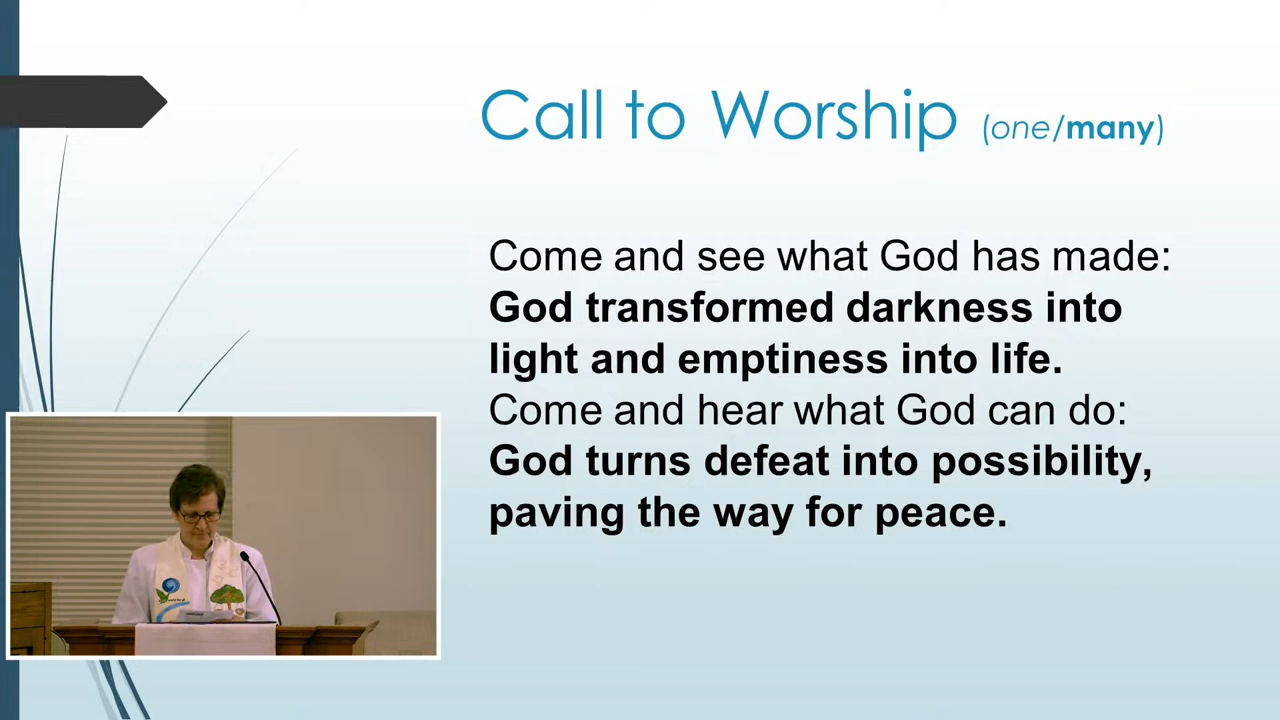 Call to Worship (one/many)
Come and see what God has made:
God transformed darkness into
light and emptiness into life.
Come and hear what God can do:
God turns defeat into possibility,
paving the way for peace.